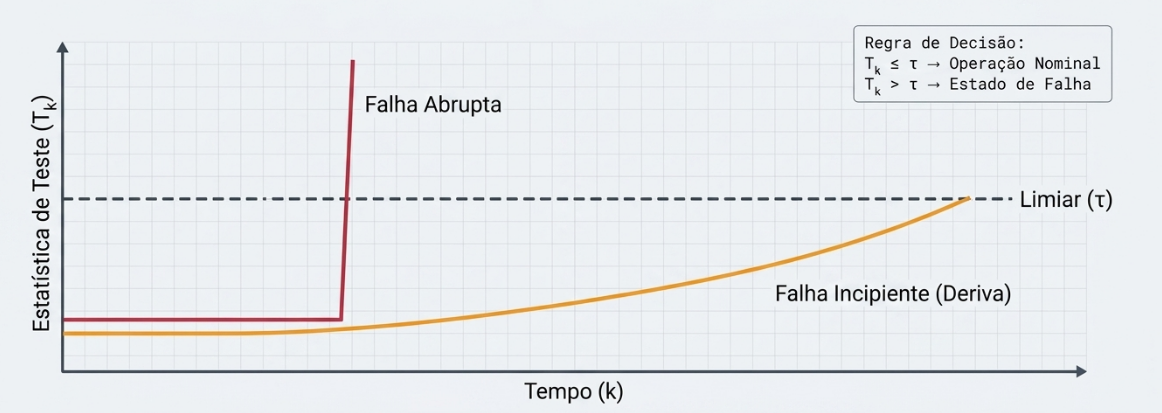 Regra de Decisão:
Tₖ ≤ τ → Operação Nominal
Tₖ > τ → Estado de Falha
Falha Abrupta
Estatística de Teste (Tₖ)
Limiar (τ)
Falha Incipiente (Deriva)
Tempo (k)